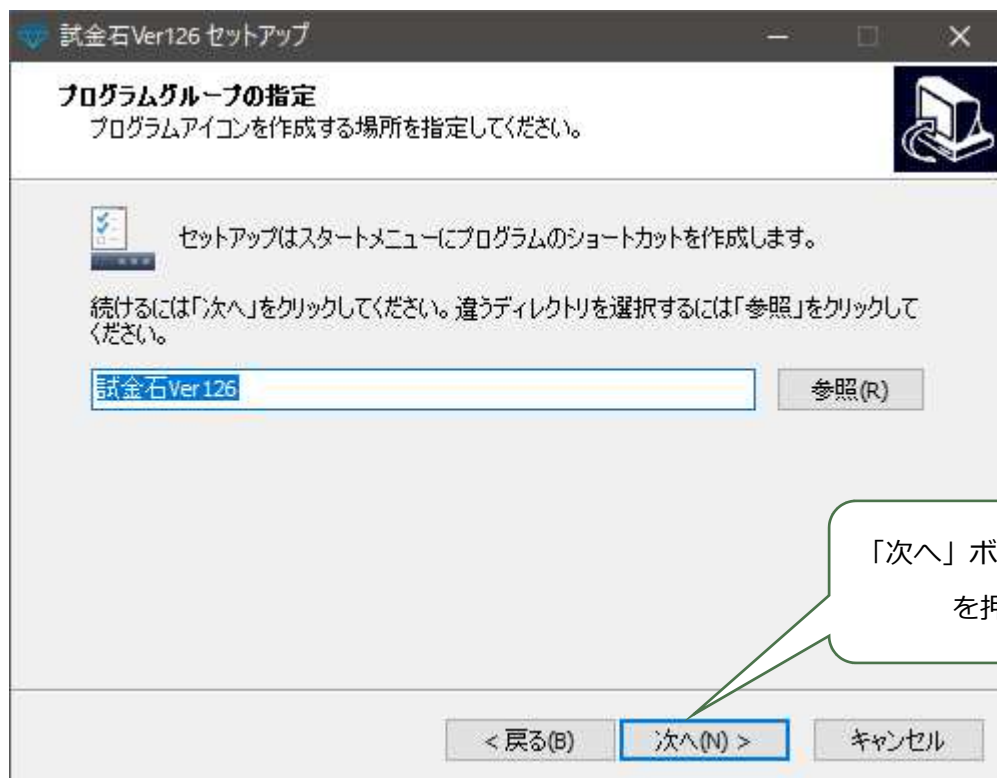 試金石Ver126 セットアップ
プログラムグループの指定
プログラムアイコンを作成する場所を指定してください。
セットアップはスタートメニューにプログラムのショートカットを作成します。
続けるには「次へ」をクリックしてください。違うディレクトリを選択するには「参照」をクリックして
ください。
試金石Ver126
参照(R)
「次へ」ボ
を押
< 戻る(B)
次へ(N) >
キャンセル